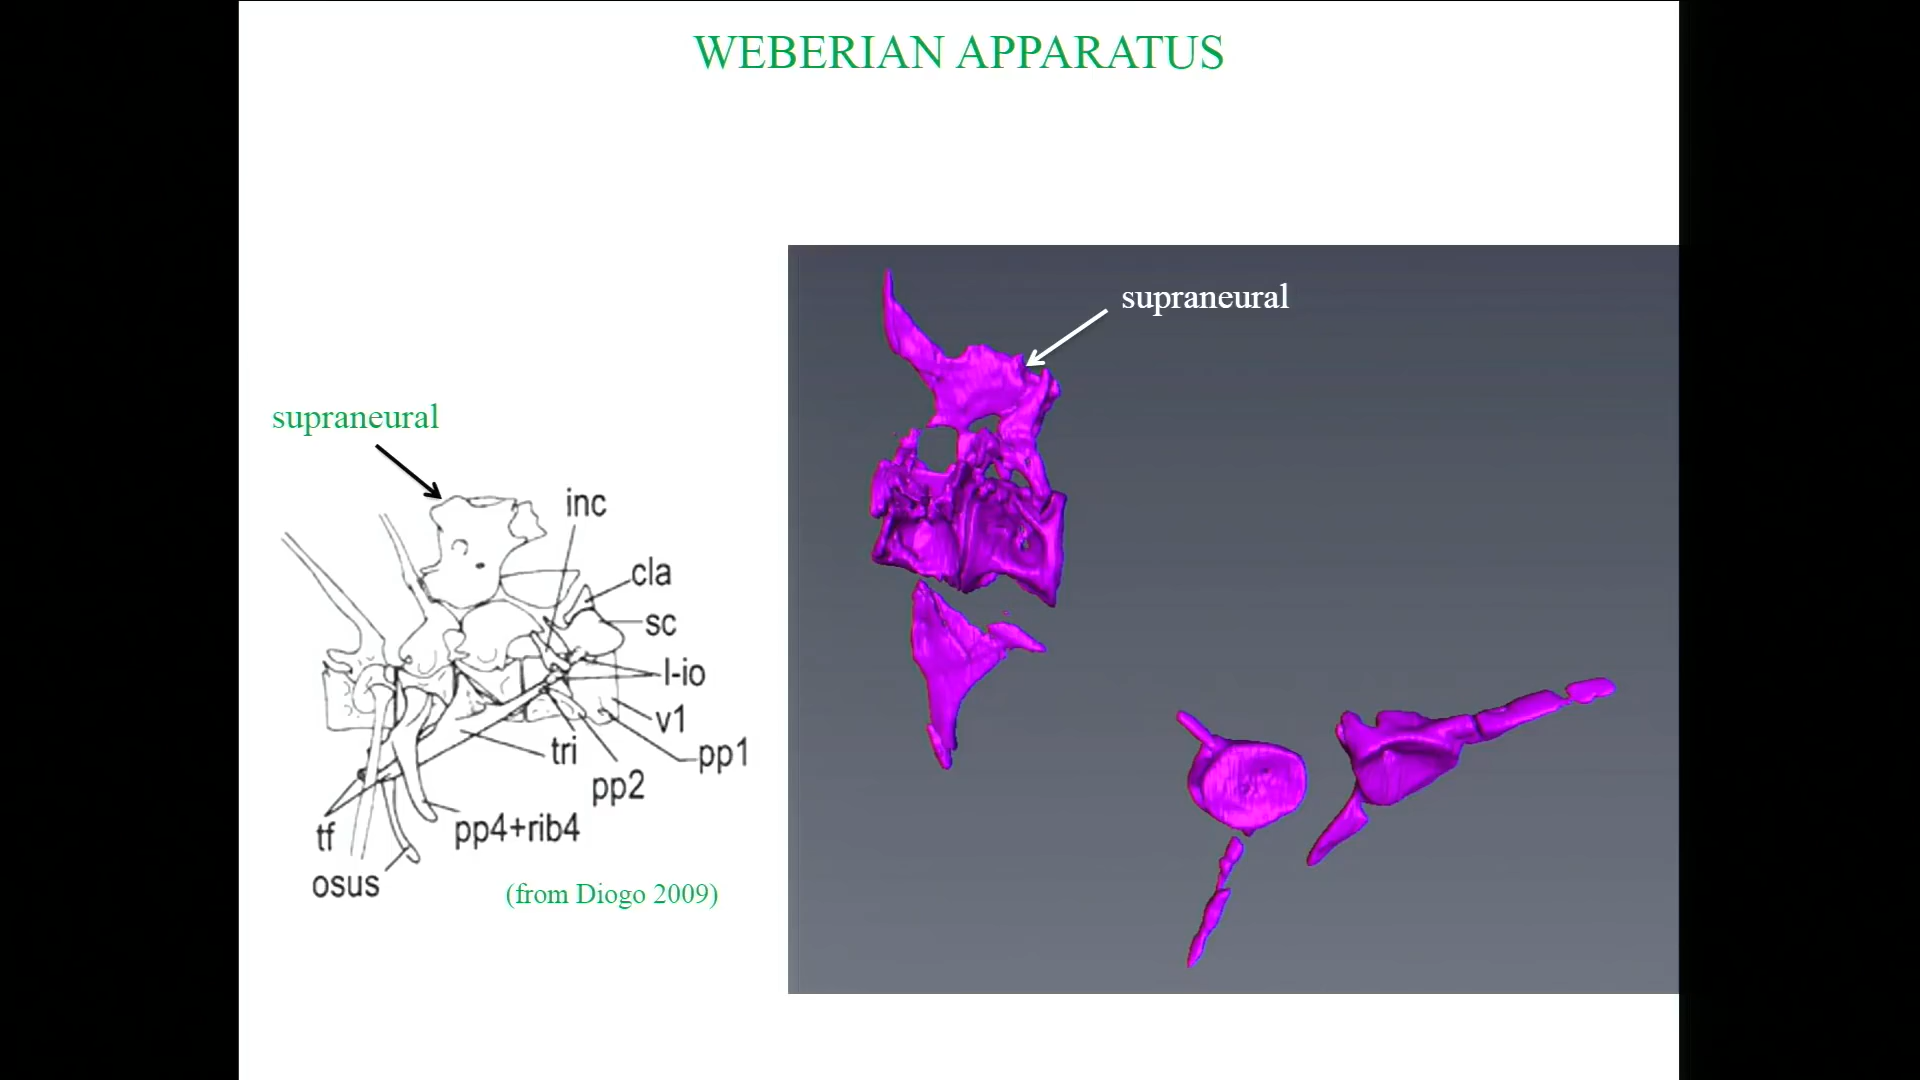 WEBERIAN APPARATUS
supraneural
supraneural
inc
cla
sc
l-io
v1
pp1
tri
pp2
tf
pp4+rib4
osus
(from Diogo 2009)